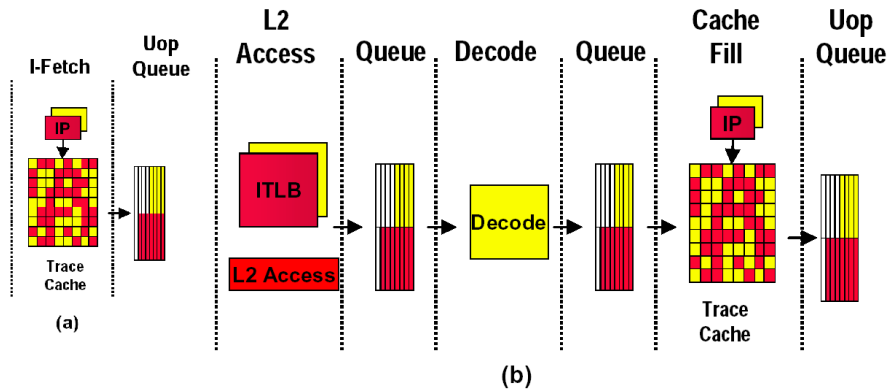 I-Fetch
Uop
Queue
IP
Trace
Cache
(a)
L2
Access
Queue
Decode
Queue
Cache
Fill
Uop
Queue
ITLB
L2 Access
Decode
IP
Trace
Cache
(b)